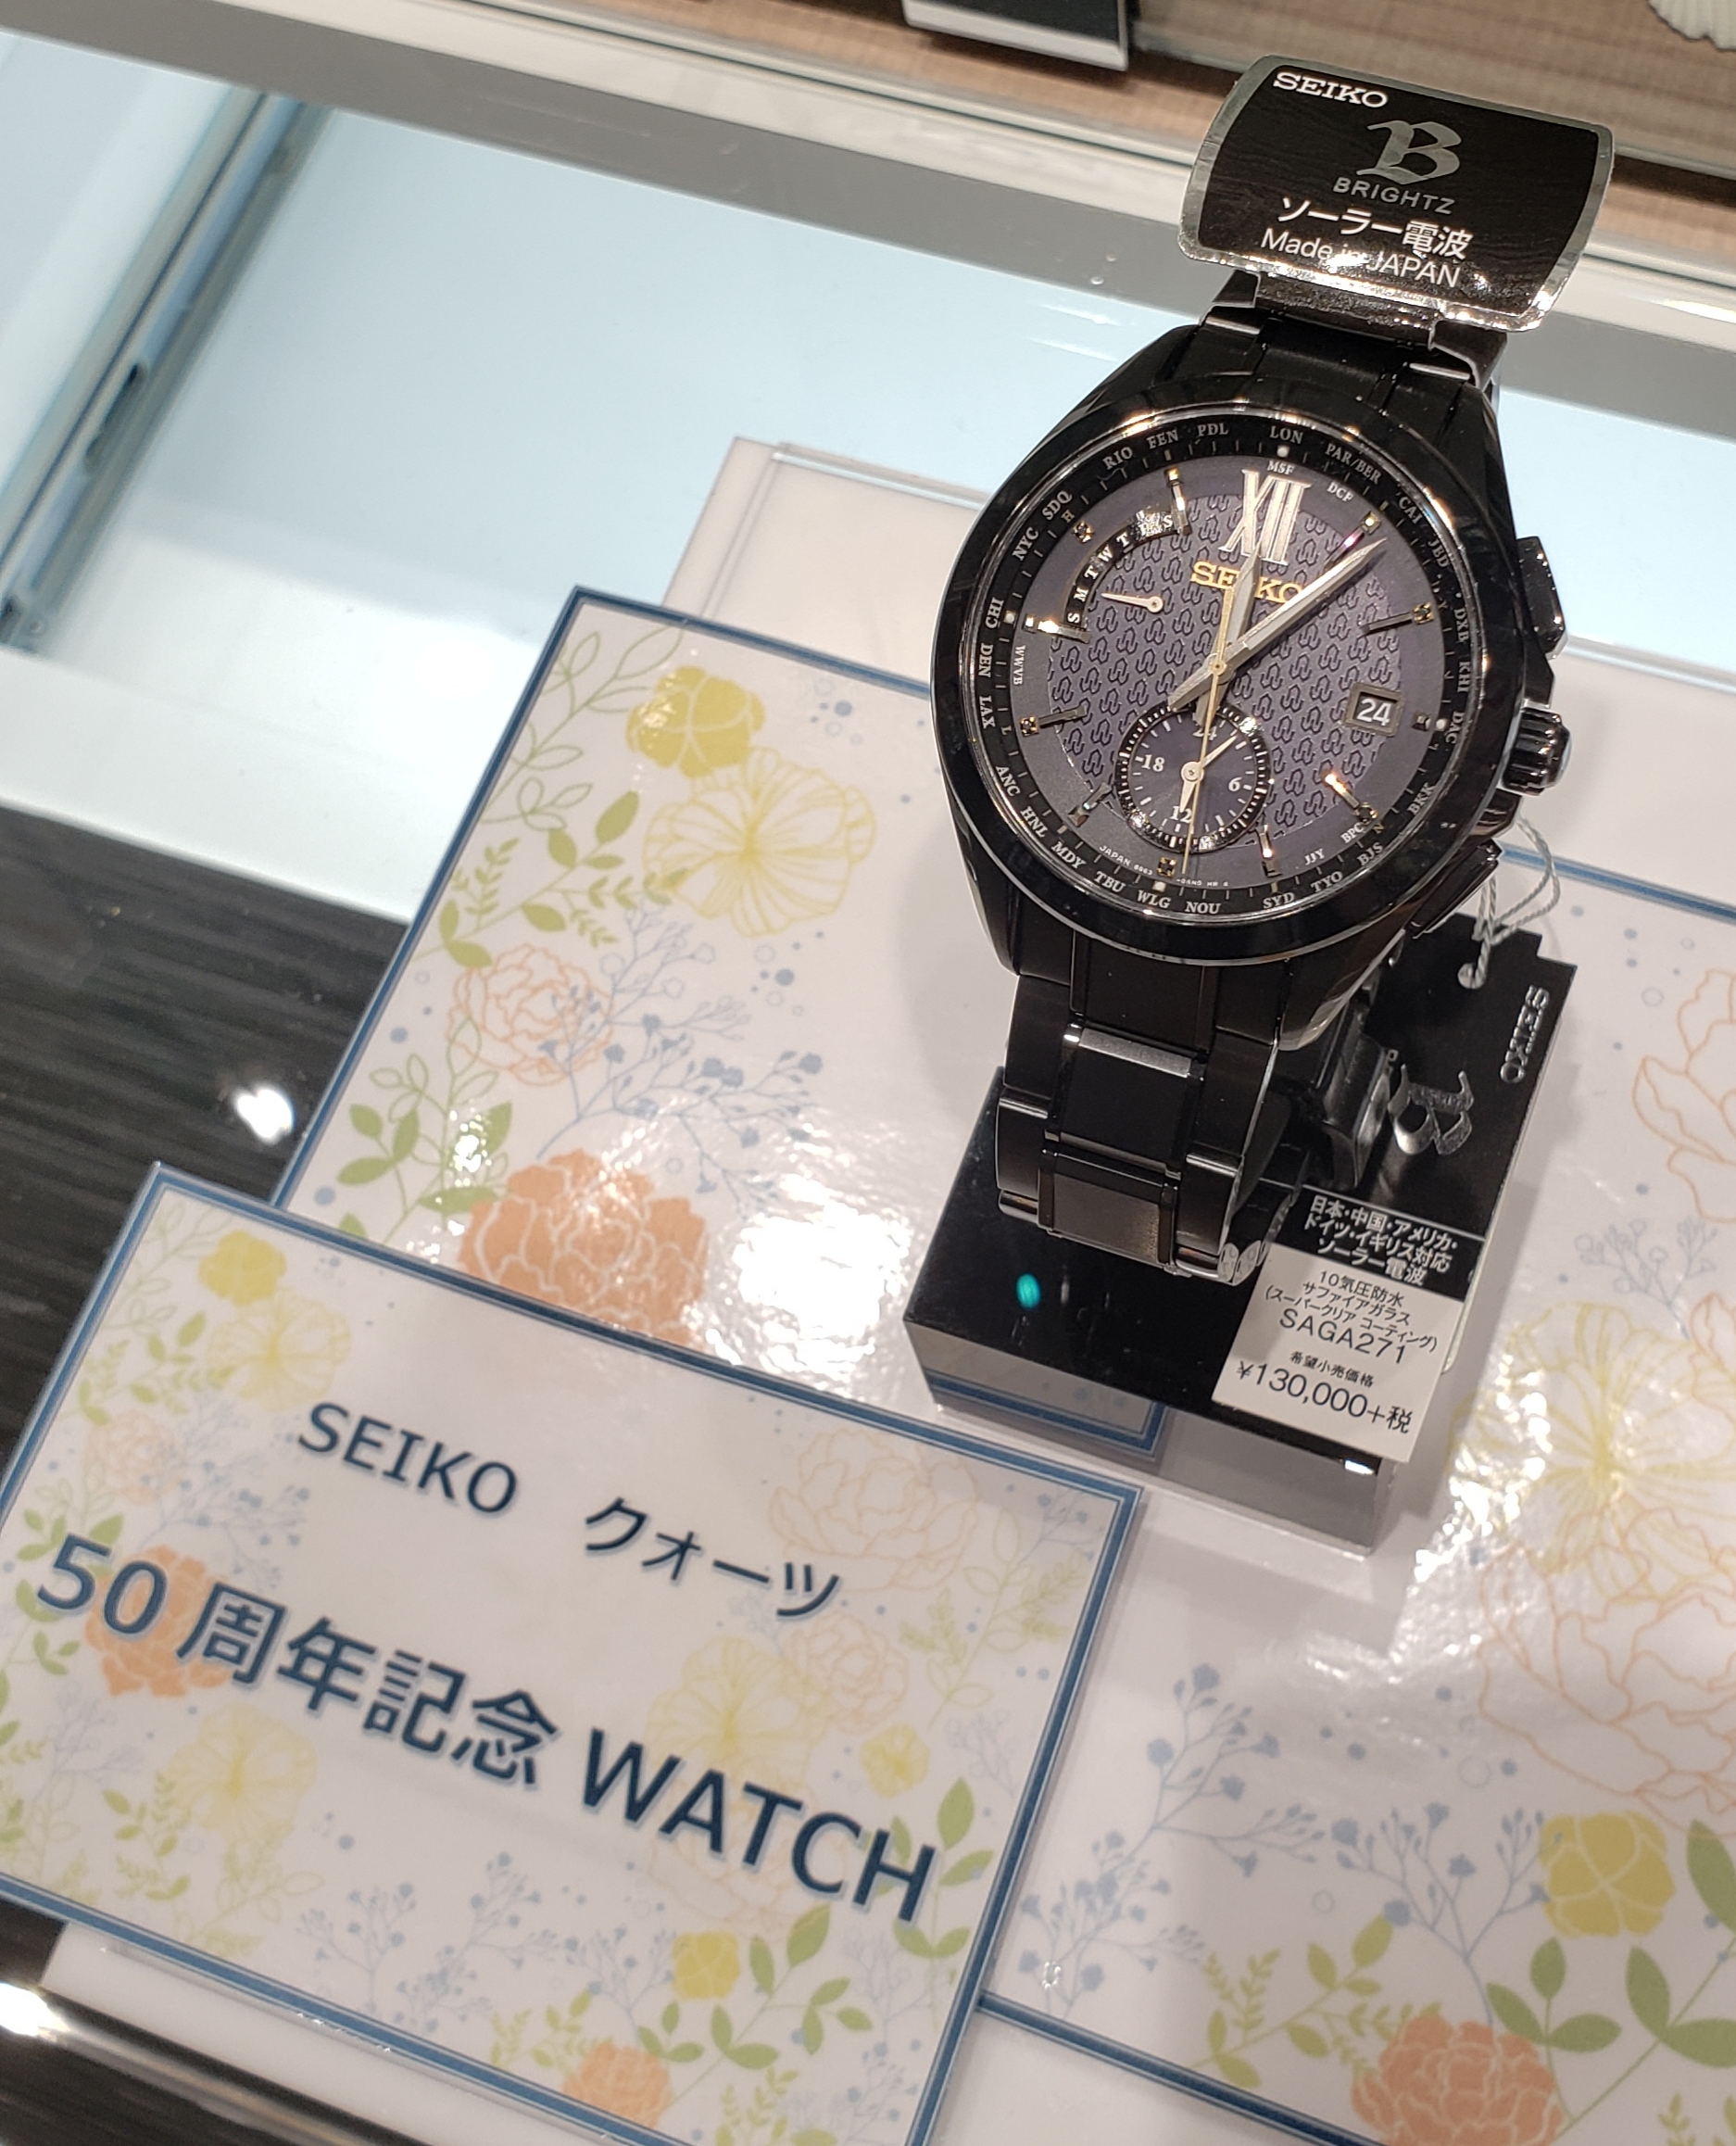 SEIKO
B
BRIGHTZ
ソーラー電波
Made in JAPAN
LON
PAR/BER
CAI
JED
DXB
KHI
DAC
BKK
BJS
TYO
SYD
NOU
WLG
TBU
MDY
HNL
ANC
LAX
DEN
CHI
NYC
SDQ
RIO
FEN
PDL
MSF
DCF
XII
SEIKO
H
S M T W T F S
WWVB
L
24
24
18
6
12
BPC
JJY
SEIKO
B
日本・中国・アメリカ・
ドイツ・イギリス対応
ソーラー電波
10気圧防水
サファイアガラス
(スーパークリア コーティング)
SAGA271
希望小売価格
¥130,000+税
SEIKO クォーツ
50周年記念 WATCH